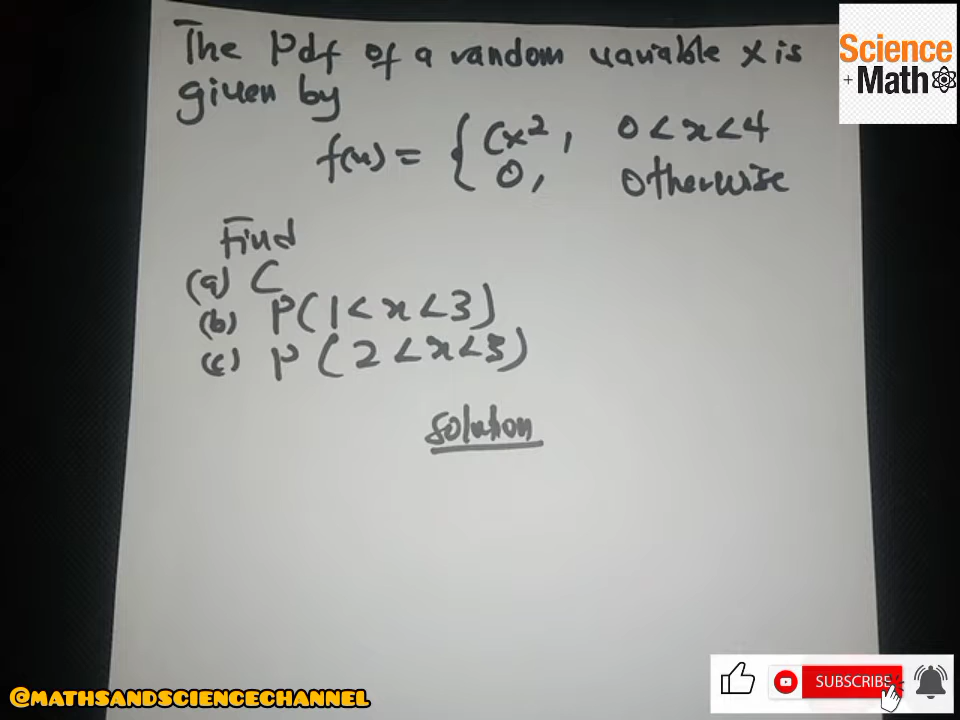 The Pdf of a random variable X is
given by
f(x) = { Cx², 0 < x < 4
0, otherwise
Find
(a) C
(b) P(1 < x < 3)
(c) P(2 < x < 3)
Solution
Science
+ Math
SUBSCRIBE
@MATHSANDSCIENCECHANNEL